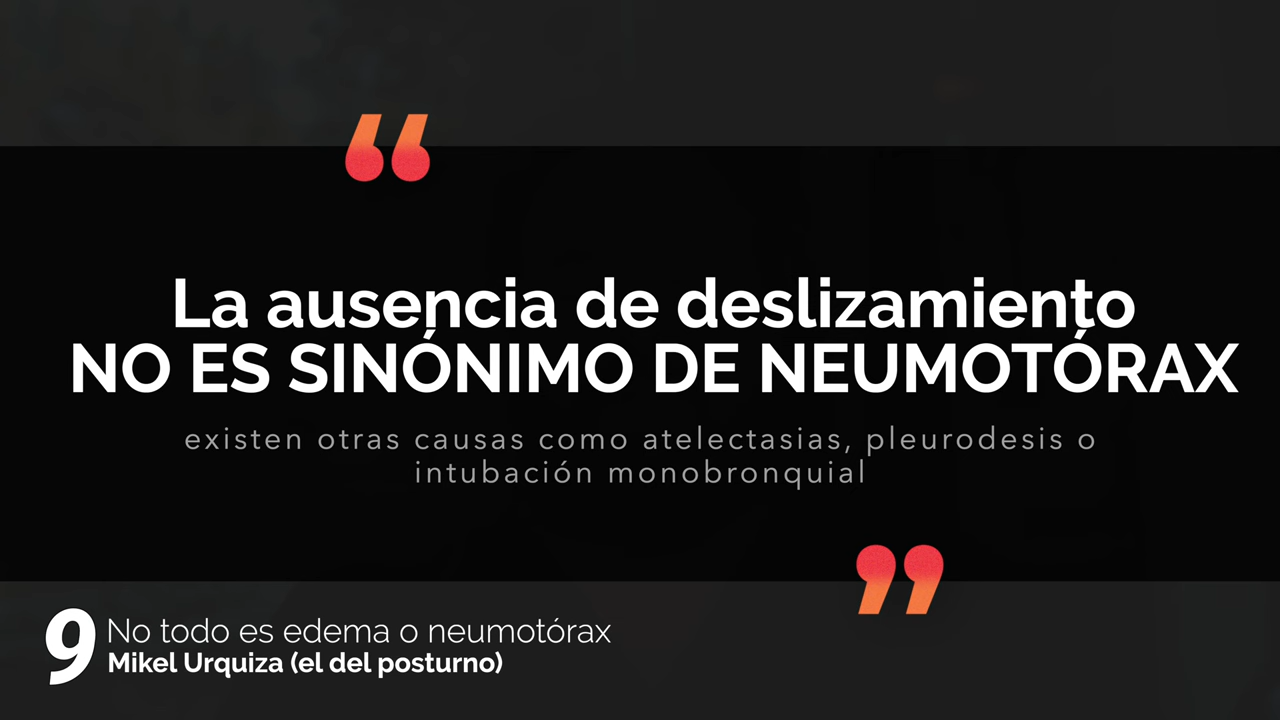 “
La ausencia de deslizamiento
NO ES SINÓNIMO DE NEUMOTÓRAX
existen otras causas como atelectasias, pleurodesis o
intubación monobronquial
”
9
No todo es edema o neumotórax
Mikel Urquiza (el del posturno)